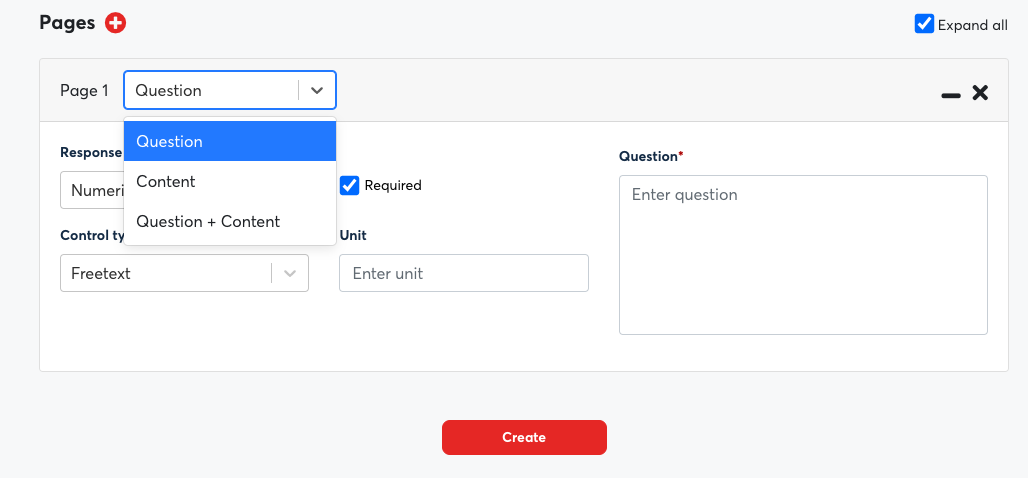 Pages
Expand all
Page 1
Question
Question
Content
Question + Content
Response
Numeri
Required
Control ty
Freetext
Unit
Enter unit
Question*
Enter question
Create